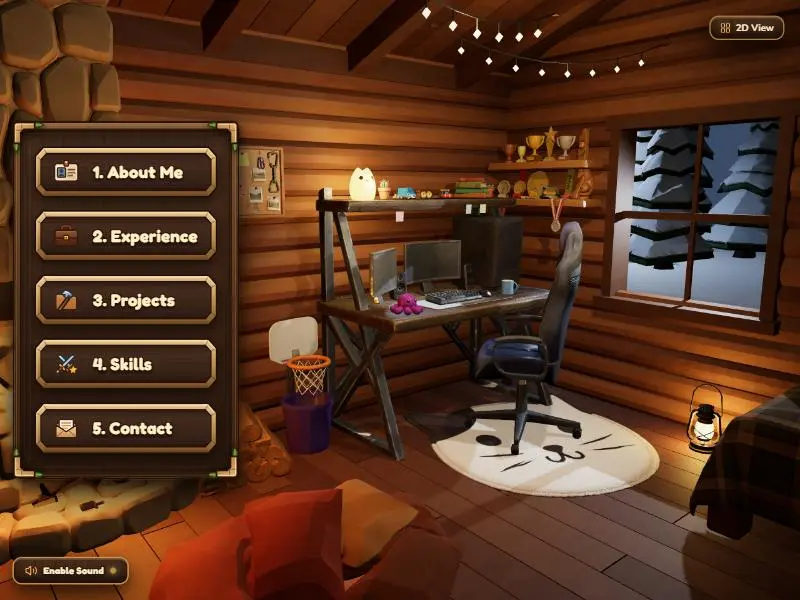 2D View
1. About Me
2. Experience
3. Projects
4. Skills
5. Contact
Enable Sound